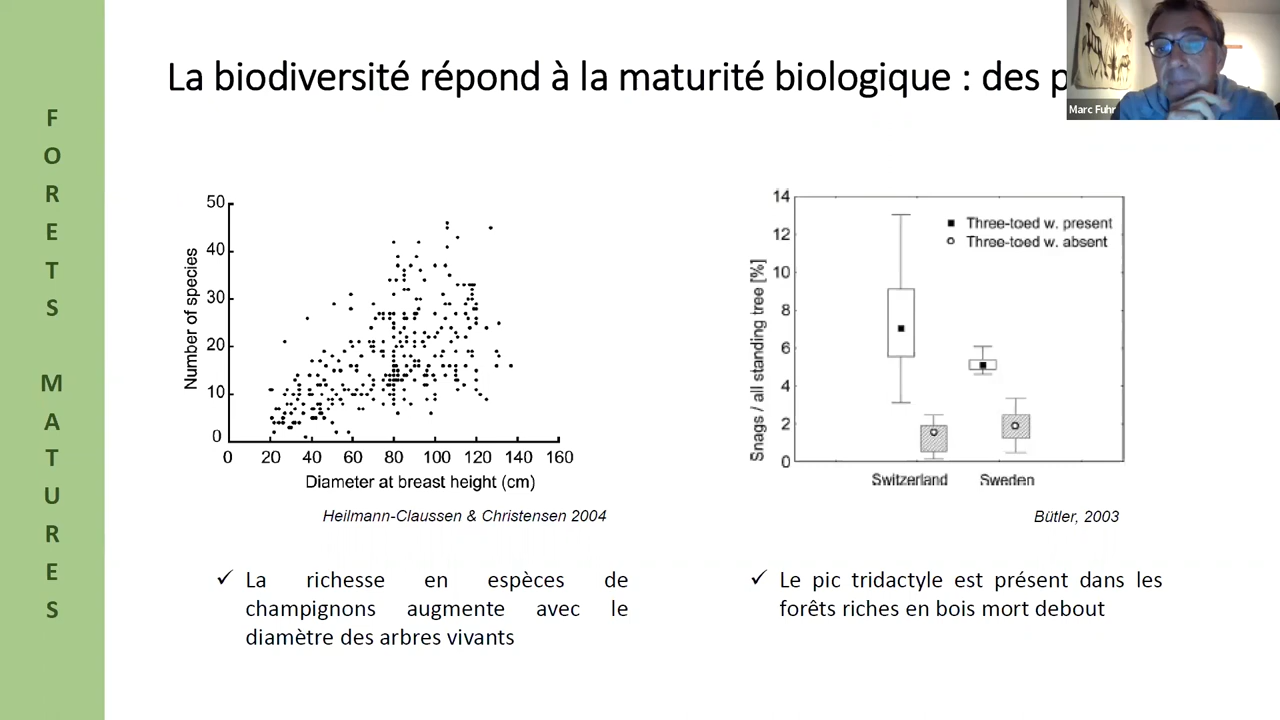 FORETS MATURES
La biodiversité répond à la maturité biologique : des
Marc Fuhr
50
40
30
20
10
0
Number of species
0 20 40 60 80 100 120 140 160
Diameter at breast height (cm)
Heilmann-Claussen & Christensen 2004
14
12
10
8
6
4
2
0
Snags / all standing tree [%]
Three-toed w. present
Three-toed w. absent
Switzerland Sweden
Bütler, 2003
✓ La richesse en espèces de
champignons augmente avec le
diamètre des arbres vivants
✓ Le pic tridactyle est présent dans les
forêts riches en bois mort debout